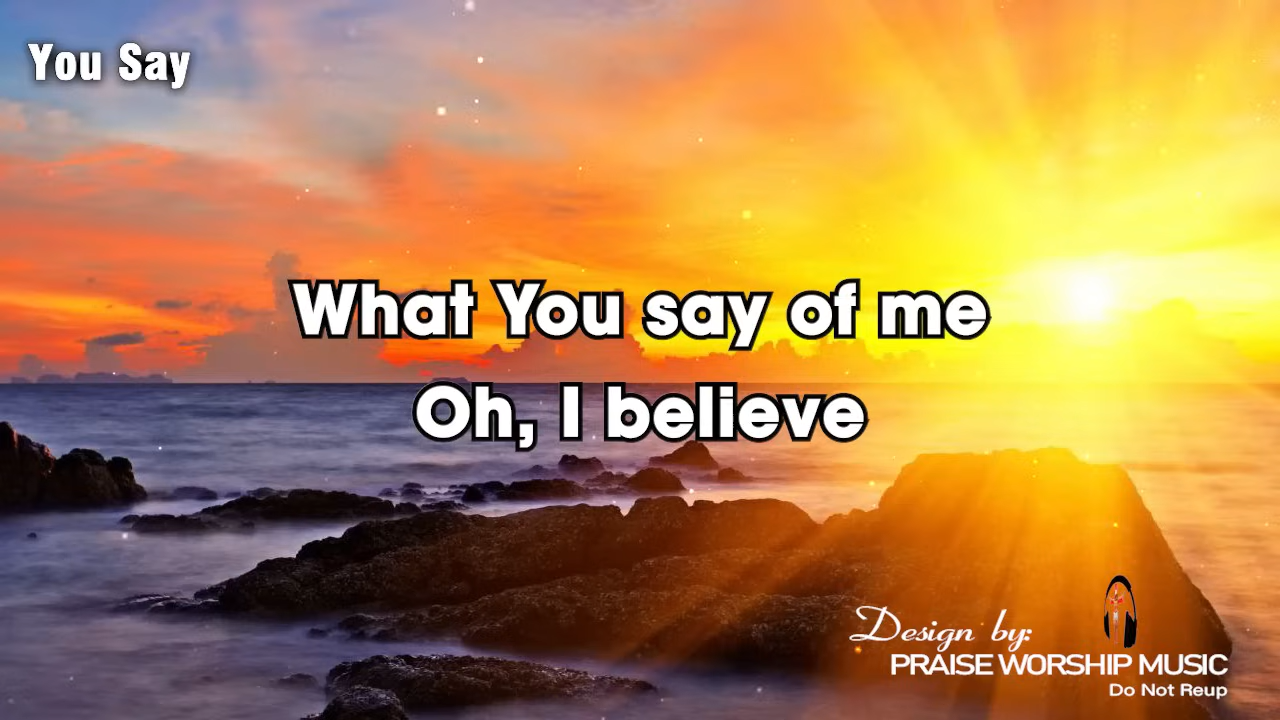 You Say
What You say of me
Oh, I believe
Design by:
PRAISE WORSHIP MUSIC
Do Not Reup